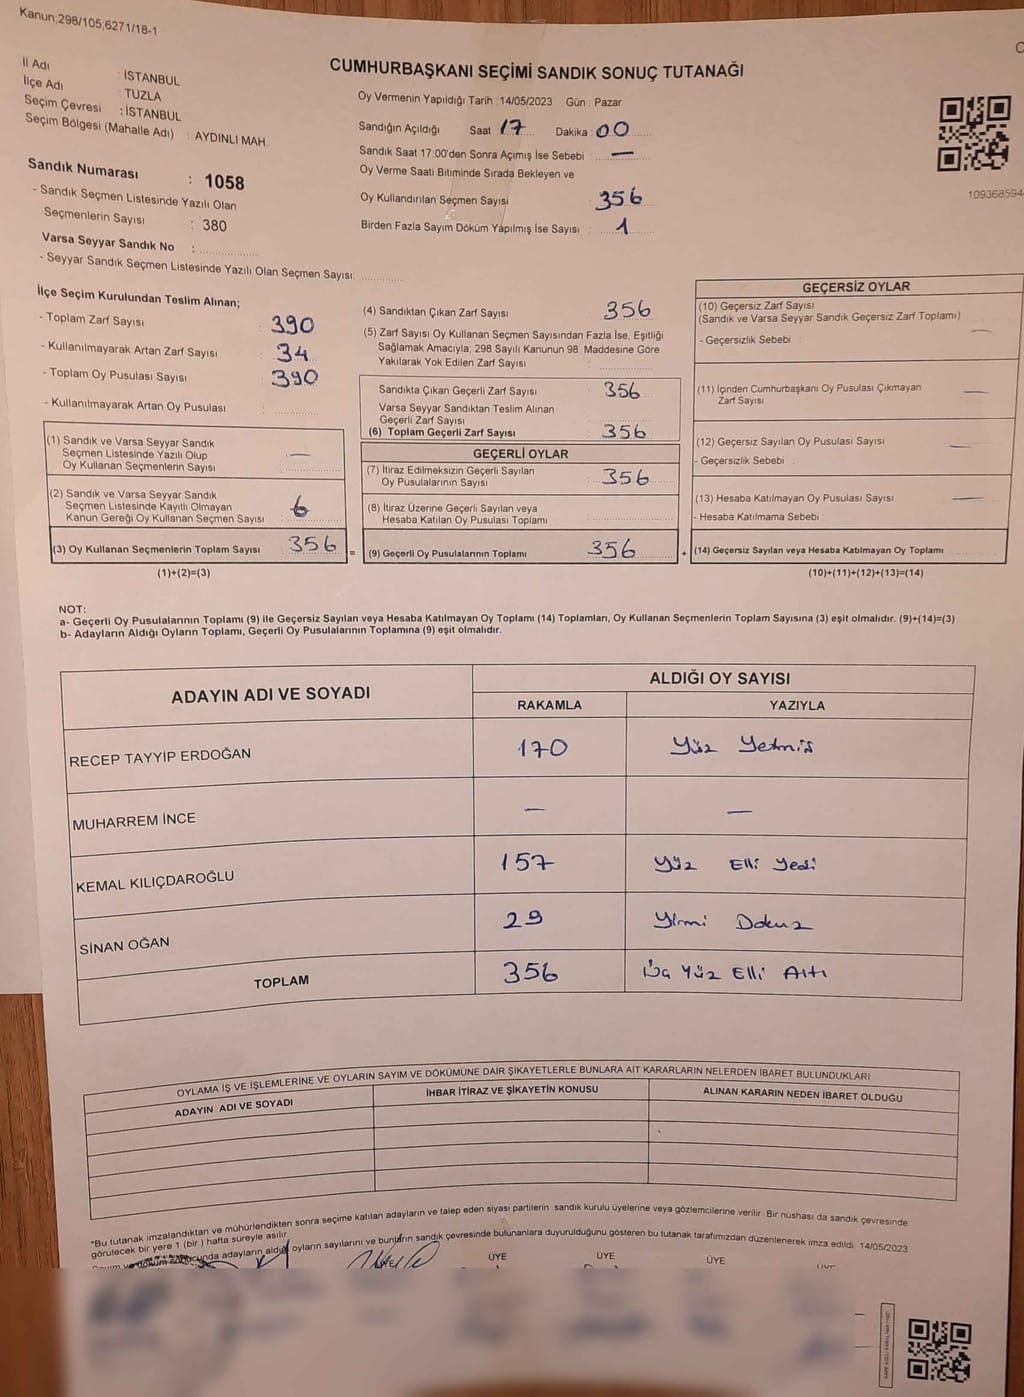 Kanun;298/105,6271/18-1
CUMHURBAŞKANI SEÇİMİ SANDIK SONUÇ TUTANAĞI
İl Adı : İSTANBUL
İlçe Adı : TUZLA
Seçim Çevresi : İSTANBUL
Seçim Bölgesi (Mahalle Adı) : AYDINLI MAH.
Sandık Numarası : 1058
- Sandık Seçmen Listesinde Yazılı Olan
Seçmenlerin Sayısı : 380
Varsa Seyyar Sandık No :
- Seyyar Sandık Seçmen Listesinde Yazılı Olan Seçmen Sayısı:
Oy Vermenin Yapıldığı Tarih : 14/05/2023 Gün : Pazar
Sandığın Açıldığı Saat 17 Dakika : 00
Sandık Saat 17:00'den Sonra Açımış İse Sebebi : —
Oy Verme Saati Bitiminde Sırada Bekleyen ve
Oy Kullandırılan Seçmen Sayısı : 356
Birden Fazla Sayım Döküm Yapılmış İse Sayısı : 1
109368594
İlçe Seçim Kurulundan Teslim Alınan;
- Toplam Zarf Sayısı : 390
- Kullanılmayarak Artan Zarf Sayısı : 34
- Toplam Oy Pusulası Sayısı : 390
- Kullanılmayarak Artan Oy Pusulası :
(1) Sandık ve Varsa Seyyar Sandık
Seçmen Listesinde Yazılı Olup
Oy Kullanan Seçmenlerin Sayısı : —
(2) Sandık ve Varsa Seyyar Sandık
Seçmen Listesinde Kayıtlı Olmayan
Kanun Gereği Oy Kullanan Seçmen Sayısı : 6
(3) Oy Kullanan Seçmenlerin Toplam Sayısı : 356 =
(1)+(2)=(3)
(4) Sandıktan Çıkan Zarf Sayısı : 356
(5) Zarf Sayısı Oy Kullanan Seçmen Sayısından Fazla İse, Eşitliği
Sağlamak Amacıyla; 298 Sayılı Kanunun 98. Maddesine Göre
Yakılarak Yok Edilen Zarf Sayısı :
Sandıkta Çıkan Geçerli Zarf Sayısı : 356
Varsa Seyyar Sandıktan Teslim Alınan
Geçerli Zarf Sayısı :
(6) Toplam Geçerli Zarf Sayısı : 356
GEÇERLİ OYLAR
(7) İtiraz Edilmeksizin Geçerli Sayılan
Oy Pusulalarının Sayısı : 356
(8) İtiraz Üzerine Geçerli Sayılan veya
Hesaba Katılan Oy Pusulası Toplamı :
(9) Geçerli Oy Pusulalarının Toplamı : 356 +
GEÇERSİZ OYLAR
(10) Geçersiz Zarf Sayısı
(Sandık ve Varsa Seyyar Sandık Geçersiz Zarf Toplamı) —
- Geçersizlik Sebebi :
(11) İçinden Cumhurbaşkanı Oy Pusulası Çıkmayan
Zarf Sayısı —
(12) Geçersiz Sayılan Oy Pusulası Sayısı —
- Geçersizlik Sebebi :
(13) Hesaba Katılmayan Oy Pusulası Sayısı —
- Hesaba Katılmama Sebebi :
(14) Geçersiz Sayılan veya Hesaba Katılmayan Oy Toplamı
(10)+(11)+(12)+(13)=(14)
NOT:
a- Geçerli Oy Pusulalarının Toplamı (9) ile Geçersiz Sayılan veya Hesaba Katılmayan Oy Toplamı (14) Toplamları, Oy Kullanan Seçmenlerin Toplam Sayısına (3) eşit olmalıdır. (9)+(14)=(3)
b- Adayların Aldığı Oyların Toplamı, Geçerli Oy Pusulalarının Toplamına (9) eşit olmalıdır.
ADAYIN ADI VE SOYADI ALDIĞI OY SAYISI
RAKAMLA YAZIYLA
RECEP TAYYİP ERDOĞAN 170 Yüz Yetmiş
MUHARREM İNCE — —
KEMAL KILIÇDAROĞLU 157 Yüz Elli Yedi
SİNAN OĞAN 29 Yirmi Dokuz
TOPLAM 356 Üç Yüz Elli Altı
OYLAMA İŞ VE İŞLEMLERİNE VE OYLARIN SAYIM VE DÖKÜMÜNE DAİR ŞİKAYETLERLE BUNLARA AİT KARARLARIN NELERDEN İBARET BULUNDUKLARI
ADAYIN ADI VE SOYADI İHBAR İTİRAZ VE ŞİKAYETİN KONUSU ALINAN KARARIN NEDEN İBARET OLDUĞU
*Bu tutanak imzalandıktan ve mühürlendikten sonra seçime katılan adayların ve talep eden siyasi partilerin sandık kurulu üyelerine veya gözlemcilerine verilir. Bir nüshası da sandık çevresinde
görülecek bir yere 1 (bir ) hafta süreyle asılır.
Sayım ve döküm sonucunda adayların aldığı oyların sayılarını ve bunların sandık çevresinde bulunanlara duyurulduğunu gösteren bu tutanak tarafımızdan düzenlenerek imza edildi. 14/05/2023
ÜYE ÜYE ÜYE ÜYE